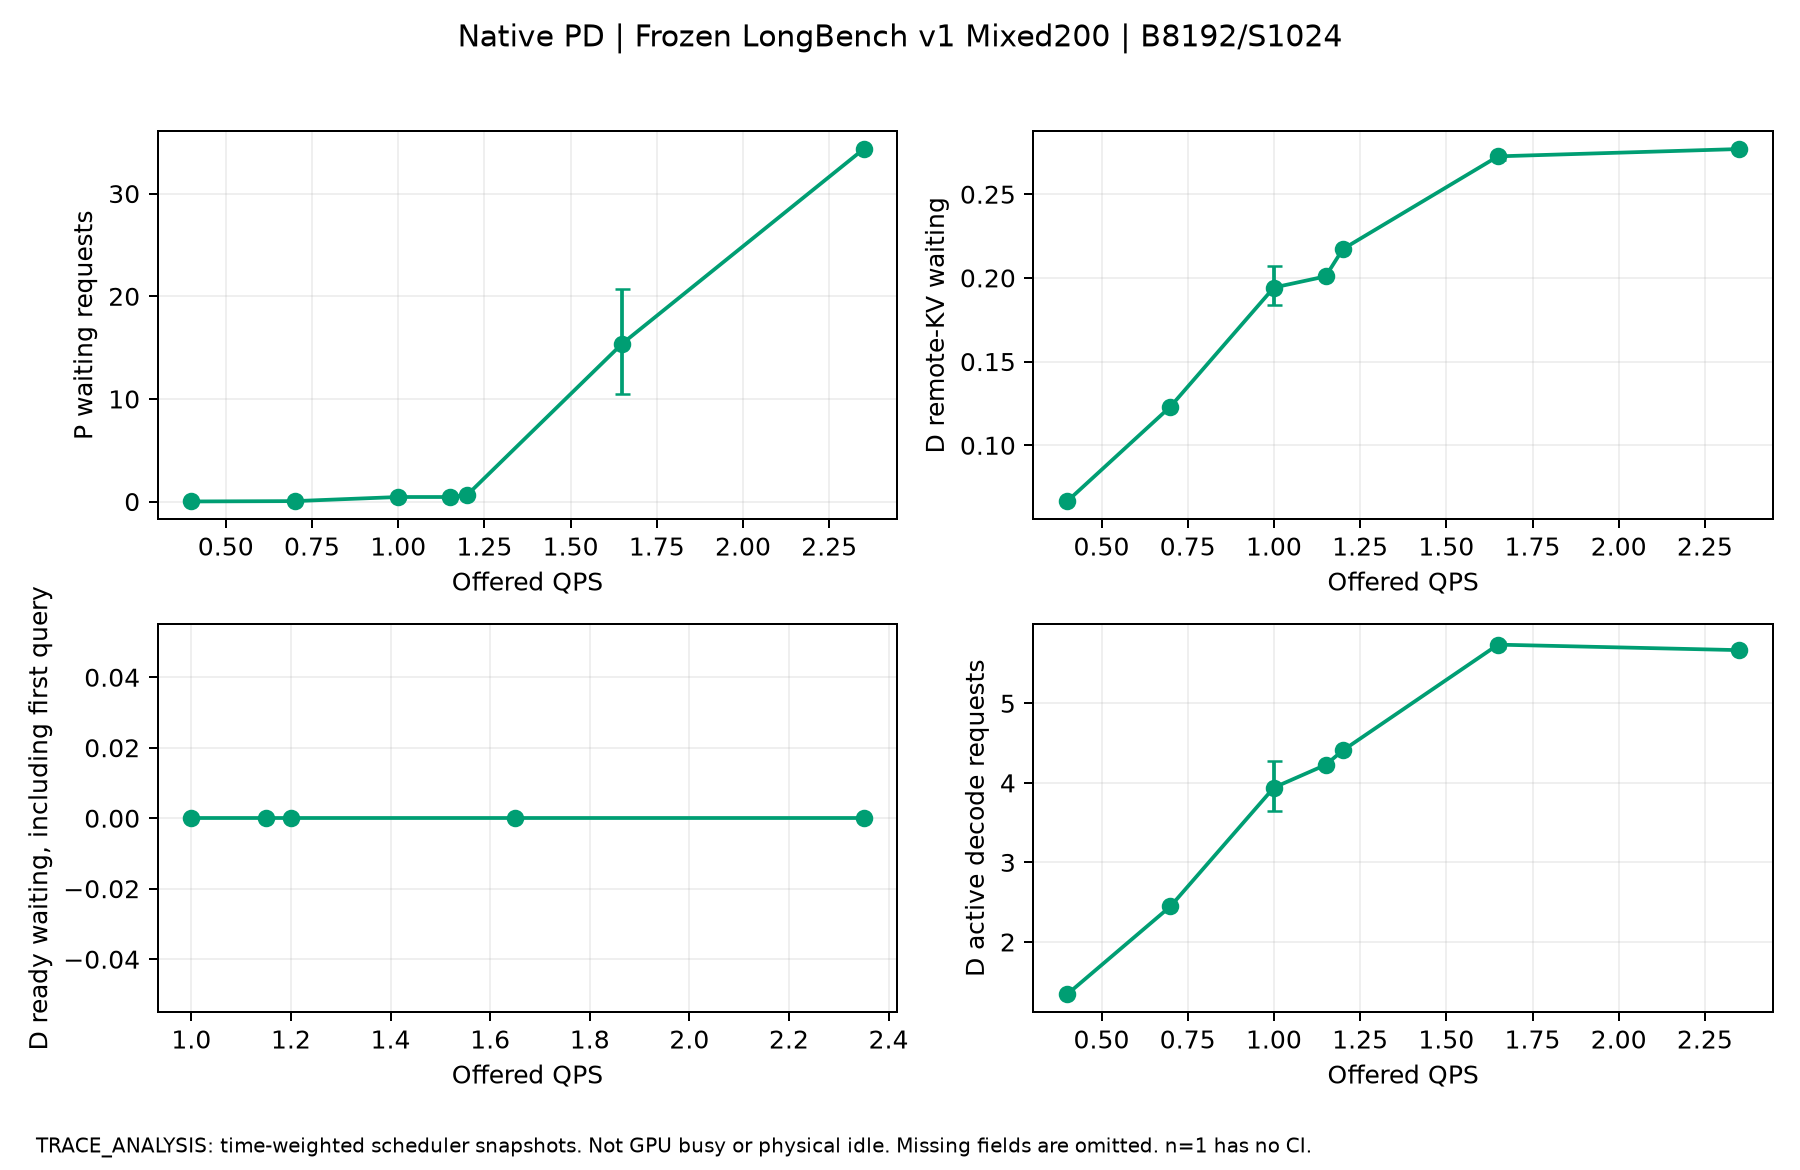 Native PD | Frozen LongBench v1 Mixed200 | B8192/S1024
P waiting requests
30
20
10
0
0.50 0.75 1.00 1.25 1.50 1.75 2.00 2.25
Offered QPS
D remote-KV waiting
0.25
0.20
0.15
0.10
0.50 0.75 1.00 1.25 1.50 1.75 2.00 2.25
Offered QPS
D ready waiting, including first query
0.04
0.02
0.00
−0.02
−0.04
1.0 1.2 1.4 1.6 1.8 2.0 2.2 2.4
Offered QPS
D active decode requests
5
4
3
2
0.50 0.75 1.00 1.25 1.50 1.75 2.00 2.25
Offered QPS
TRACE_ANALYSIS: time-weighted scheduler snapshots. Not GPU busy or physical idle. Missing fields are omitted. n=1 has no CI.